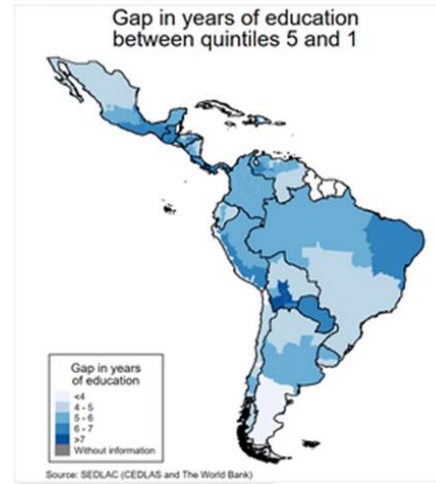 Gap in years of education
between quintiles 5 and 1
Gap in years
of education
<4
4 - 5
5 - 6
6 - 7
>7
Without information
Source: SEDLAC (CEDLAS and The World Bank)